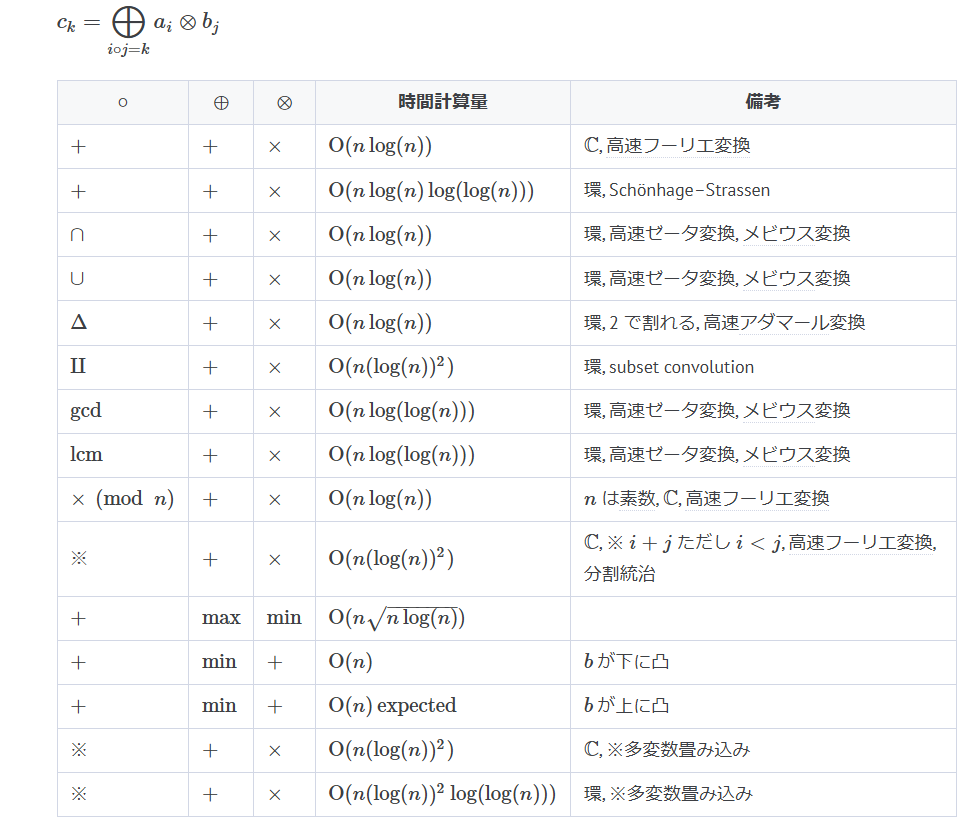 c_k = ⨁_{i∘j=k} a_i ⊗ b_j
∘ ⊕ ⊗ 時間計算量 備考
+ + × O(n log(n)) ℂ, 高速フーリエ変換
+ + × O(n log(n) log(log(n))) 環, Schönhage–Strassen
∩ + × O(n log(n)) 環, 高速ゼータ変換, メビウス変換
∪ + × O(n log(n)) 環, 高速ゼータ変換, メビウス変換
Δ + × O(n log(n)) 環, 2 で割れる, 高速アダマール変換
⨿ + × O(n(log(n))²) 環, subset convolution
gcd + × O(n log(log(n))) 環, 高速ゼータ変換, メビウス変換
lcm + × O(n log(log(n))) 環, 高速ゼータ変換, メビウス変換
× (mod n) + × O(n log(n)) n は素数, ℂ, 高速フーリエ変換
※ + × O(n(log(n))²) ℂ, ※ i + j ただし i < j, 高速フーリエ変換,
分割統治
+ max min O(n√(n log(n)))
+ min + O(n) b が下に凸
+ min + O(n) expected b が上に凸
※ + × O(n(log(n))²) ℂ, ※多変数畳み込み
※ + × O(n(log(n))² log(log(n))) 環, ※多変数畳み込み